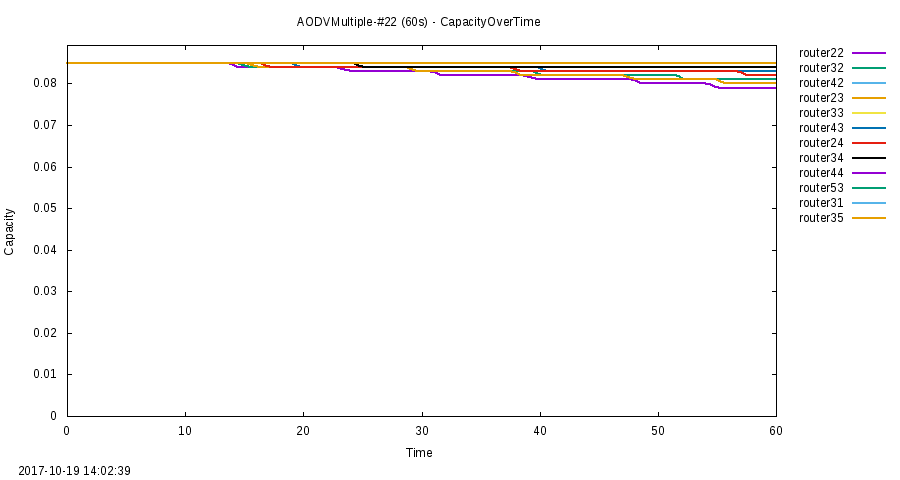 AODVMultiple-#22 (60s) - CapacityOverTime
router22
router32
router42
router23
router33
router43
router24
router34
router44
router53
router31
router35
0.08
0.07
0.06
0.05
0.04
0.03
0.02
0.01
0
Capacity
0 10 20 30 40 50 60
Time
2017-10-19 14:02:39